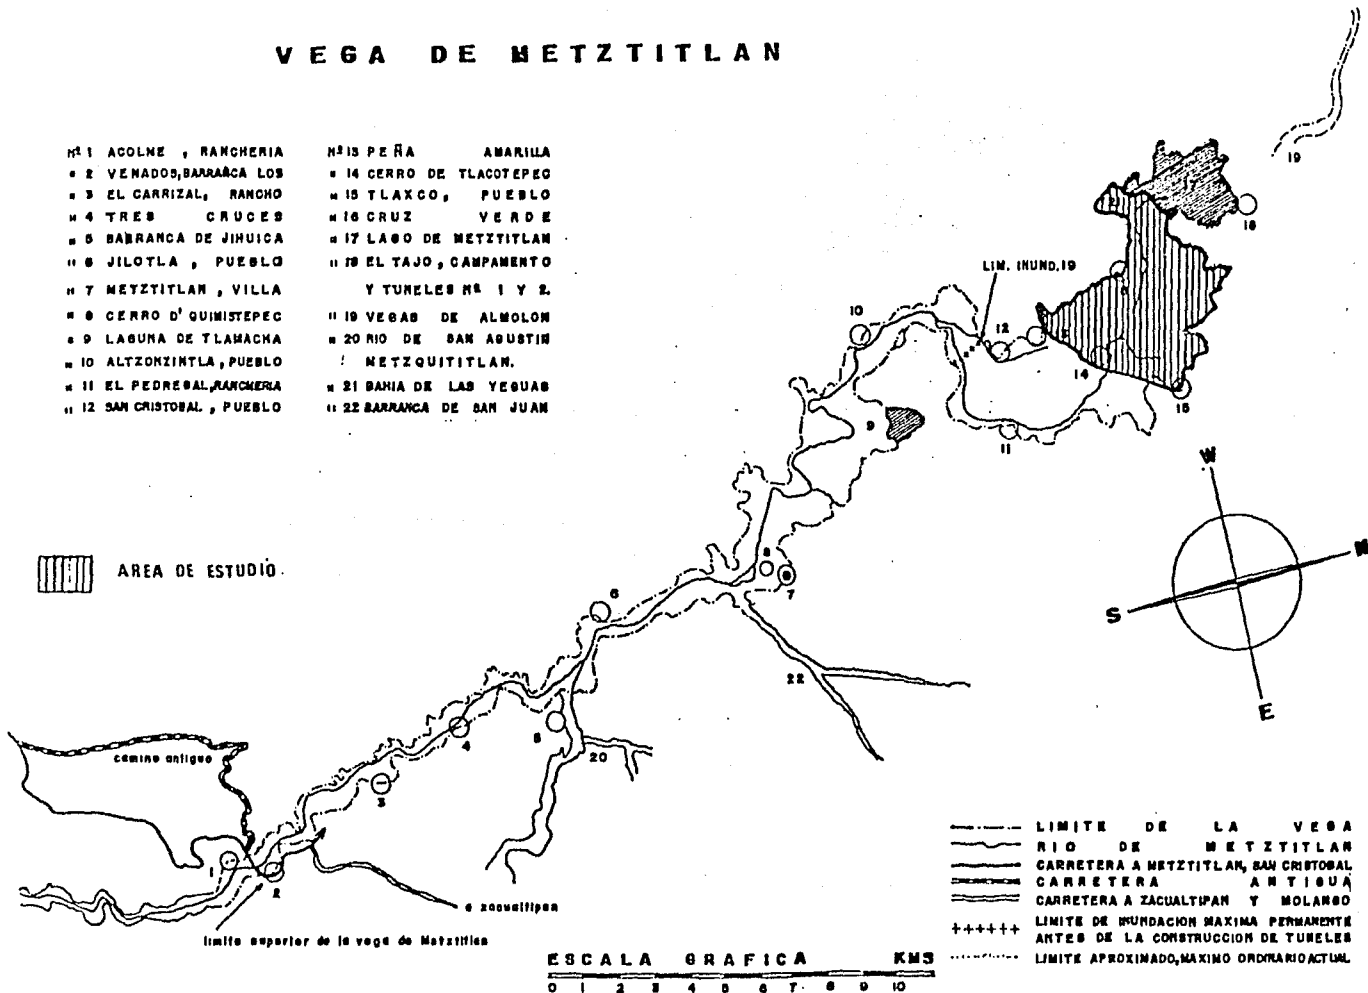 VEGA DE METZTITLAN
Nº 1 ACOLME , RANCHERIA
" 2 VENADOS, BARRANCA LOS
" 3 EL CARRIZAL, RANCHO
" 4 TRES CRUCES
" 5 BARRANCA DE JIHUICA
" 6 JILOTLA , PUEBLO
" 7 METZTITLAN , VILLA
" 8 CERRO D' QUIMISTEPEC
" 9 LAGUNA DE TLAMACHA
" 10 ALTZONZINTLA, PUEBLO
" 11 EL PEDREGAL, RANCHERIA
" 12 SAN CRISTOBAL , PUEBLO
Nº 13 PEÑA AMARILLA
" 14 CERRO DE TLACOTEPEC
" 15 TLAXCO, PUEBLO
" 16 CRUZ VERDE
" 17 LAGO DE METZTITLAN
" 18 EL TAJO, CAMPAMENTO
Y TUNELES Nº 1 Y 2.
" 19 VEGAS DE ALMOLON
" 20 RIO DE SAN AGUSTIN
METZQUITITLAN.
" 21 BAHIA DE LAS YEGUAS
" 22 BARRANCA DE SAN JUAN
AREA DE ESTUDIO
19
LIM. INUND. 19
10
12
14
15
9
11
W
N
S
E
8
7
6
22
4
5
20
3
camino antiguo
1
2
a zacualtipan
limite superior de la vega de Metztitlan
LIMITE DE LA VEGA
RIO DE METZTITLAN
CARRETERA A METZTITLAN, SAN CRISTOBAL
CARRETERA ANTIGUA
CARRETERA A ZACUALTIPAN Y MOLANGO
LIMITE DE INUNDACION MAXIMA PERMANENTE
ANTES DE LA CONSTRUCCION DE TUNELES
LIMITE APROXIMADO, MAXIMO ORDINARIO ACTUAL
ESCALA GRAFICA KMS
0 1 2 3 4 5 6 7 8 9 10